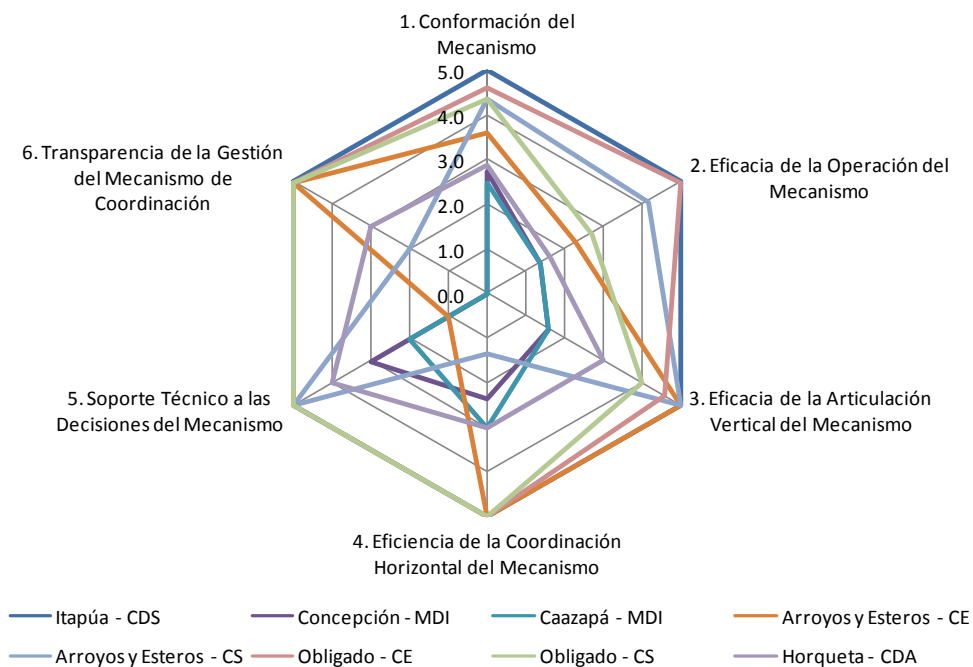 1. Conformación del
Mecanismo
5.0
4.0
3.0
2.0
1.0
0.0
6. Transparencia de la Gestión
del Mecanismo de
Coordinación
2. Eficacia de la Operación del
Mecanismo
5. Soporte Técnico a las
Decisiones del Mecanismo
3. Eficacia de la Articulación
Vertical del Mecanismo
4. Eficiencia de la Coordinación
Horizontal del Mecanismo
Itapúa - CDS
Concepción - MDI
Caazapá - MDI
Arroyos y Esteros - CE
Arroyos y Esteros - CS
Obligado - CE
Obligado - CS
Horqueta - CDA